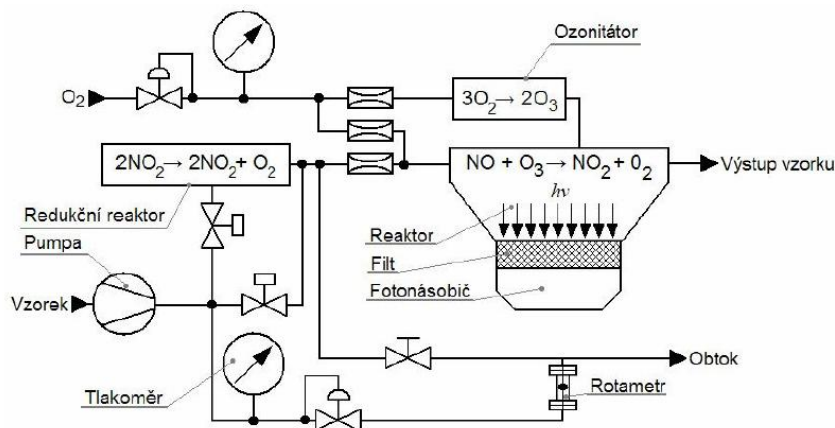 Ozonitátor
O₂
3O₂→ 2O₃
2NO₂→ 2NO₂+ O₂
NO + O₃→ NO₂+ 0₂
Výstup vzorku
hv
Redukční reaktor
Reaktor
Pumpa
Filt
Fotonásobič
Vzorek
Obtok
Tlakoměr
Rotametr